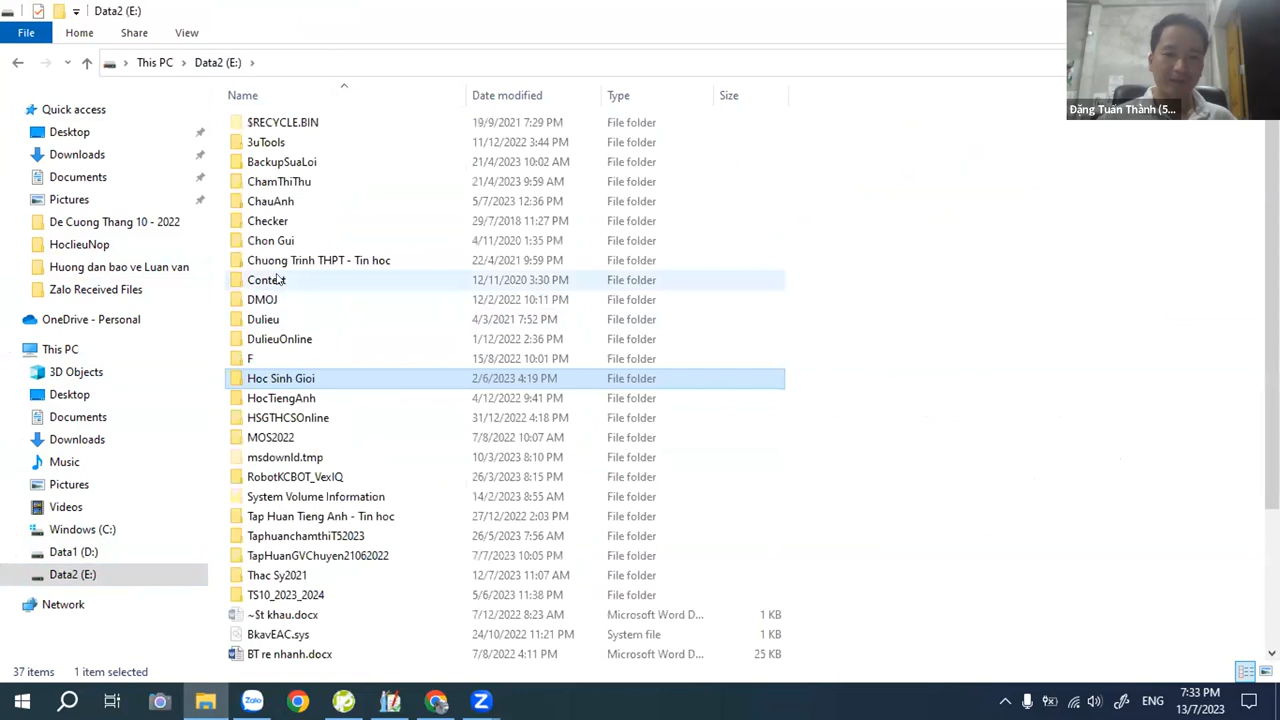 Data2 (E:)
File Home Share View
This PC Data2 (E:)
Đặng Tuấn Thành (5...
Name Date modified Type Size
Quick access
Desktop
Downloads
Documents
Pictures
De Cuong Thang 10 - 2022
HoclieuNop
Huong dan bao ve Luan van
Zalo Received Files
OneDrive - Personal
This PC
3D Objects
Desktop
Documents
Downloads
Music
Pictures
Videos
Windows (C:)
Data1 (D:)
Data2 (E:)
Network
$RECYCLE.BIN 19/9/2021 7:29 PM File folder
3uTools 11/12/2022 3:44 PM File folder
BackupSuaLoi 21/4/2023 10:02 AM File folder
ChamThiThu 21/4/2023 9:59 AM File folder
ChauAnh 5/7/2023 12:36 PM File folder
Checker 29/7/2018 11:27 PM File folder
Chon Gui 4/11/2020 1:35 PM File folder
Chuong Trinh THPT - Tin hoc 22/4/2021 9:59 PM File folder
Contest 12/11/2020 3:30 PM File folder
DMOJ 12/2/2022 10:11 PM File folder
Dulieu 4/3/2021 7:52 PM File folder
DulieuOnline 1/12/2022 2:36 PM File folder
F 15/8/2022 10:01 PM File folder
Hoc Sinh Gioi 2/6/2023 4:19 PM File folder
HocTiengAnh 4/12/2022 9:41 PM File folder
HSGTHCSOnline 31/12/2022 4:18 PM File folder
MOS2022 7/8/2022 10:07 AM File folder
msdownld.tmp 10/3/2023 8:10 PM File folder
RobotKCBOT_VexIQ 26/3/2023 8:15 PM File folder
System Volume Information 14/2/2023 8:55 AM File folder
Tap Huan Tieng Anh - Tin hoc 27/12/2022 2:03 PM File folder
TaphuanchamthiT52023 26/5/2023 7:56 AM File folder
TapHuanGVChuyen21062022 7/7/2023 10:05 PM File folder
Thac Sy2021 12/7/2023 11:07 AM File folder
TS10_2023_2024 5/6/2023 11:38 PM File folder
~$t khau.docx 7/12/2022 8:23 AM Microsoft Word D... 1 KB
BkavEAC.sys 24/10/2022 11:21 PM System file 1 KB
BT re nhanh.docx 7/8/2022 4:11 PM Microsoft Word D... 25 KB
37 items 1 item selected
Zalo
ENG
7:33 PM
13/7/2023